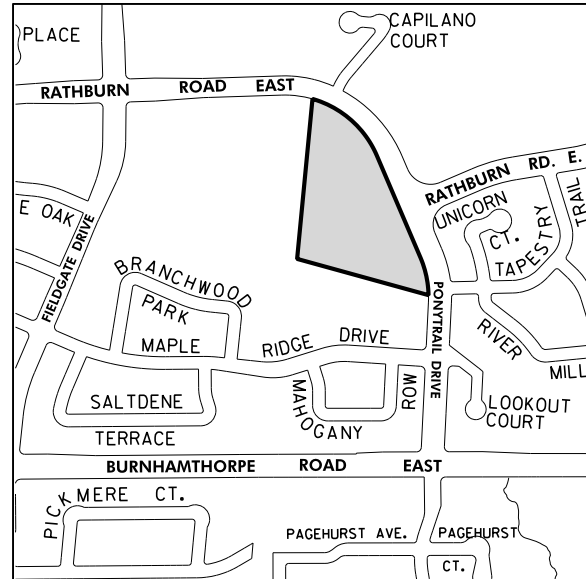 PLACE
CAPILANO
COURT
RATHBURN ROAD EAST
RATHBURN RD. E.
E OAK
FIELDGATE DRIVE
UNICORN
CT.
TAPESTRY
TRAIL
BRANCHWOOD
PARK
PONYTRAIL DRIVE
RIVER
MILL
MAPLE RIDGE DRIVE
SALTDENE
TERRACE
MAHOGANY
ROW
LOOKOUT
COURT
BURNHAMTHORPE ROAD EAST
PICKMERE CT.
PAGEHURST AVE.
PAGEHURST
CT.